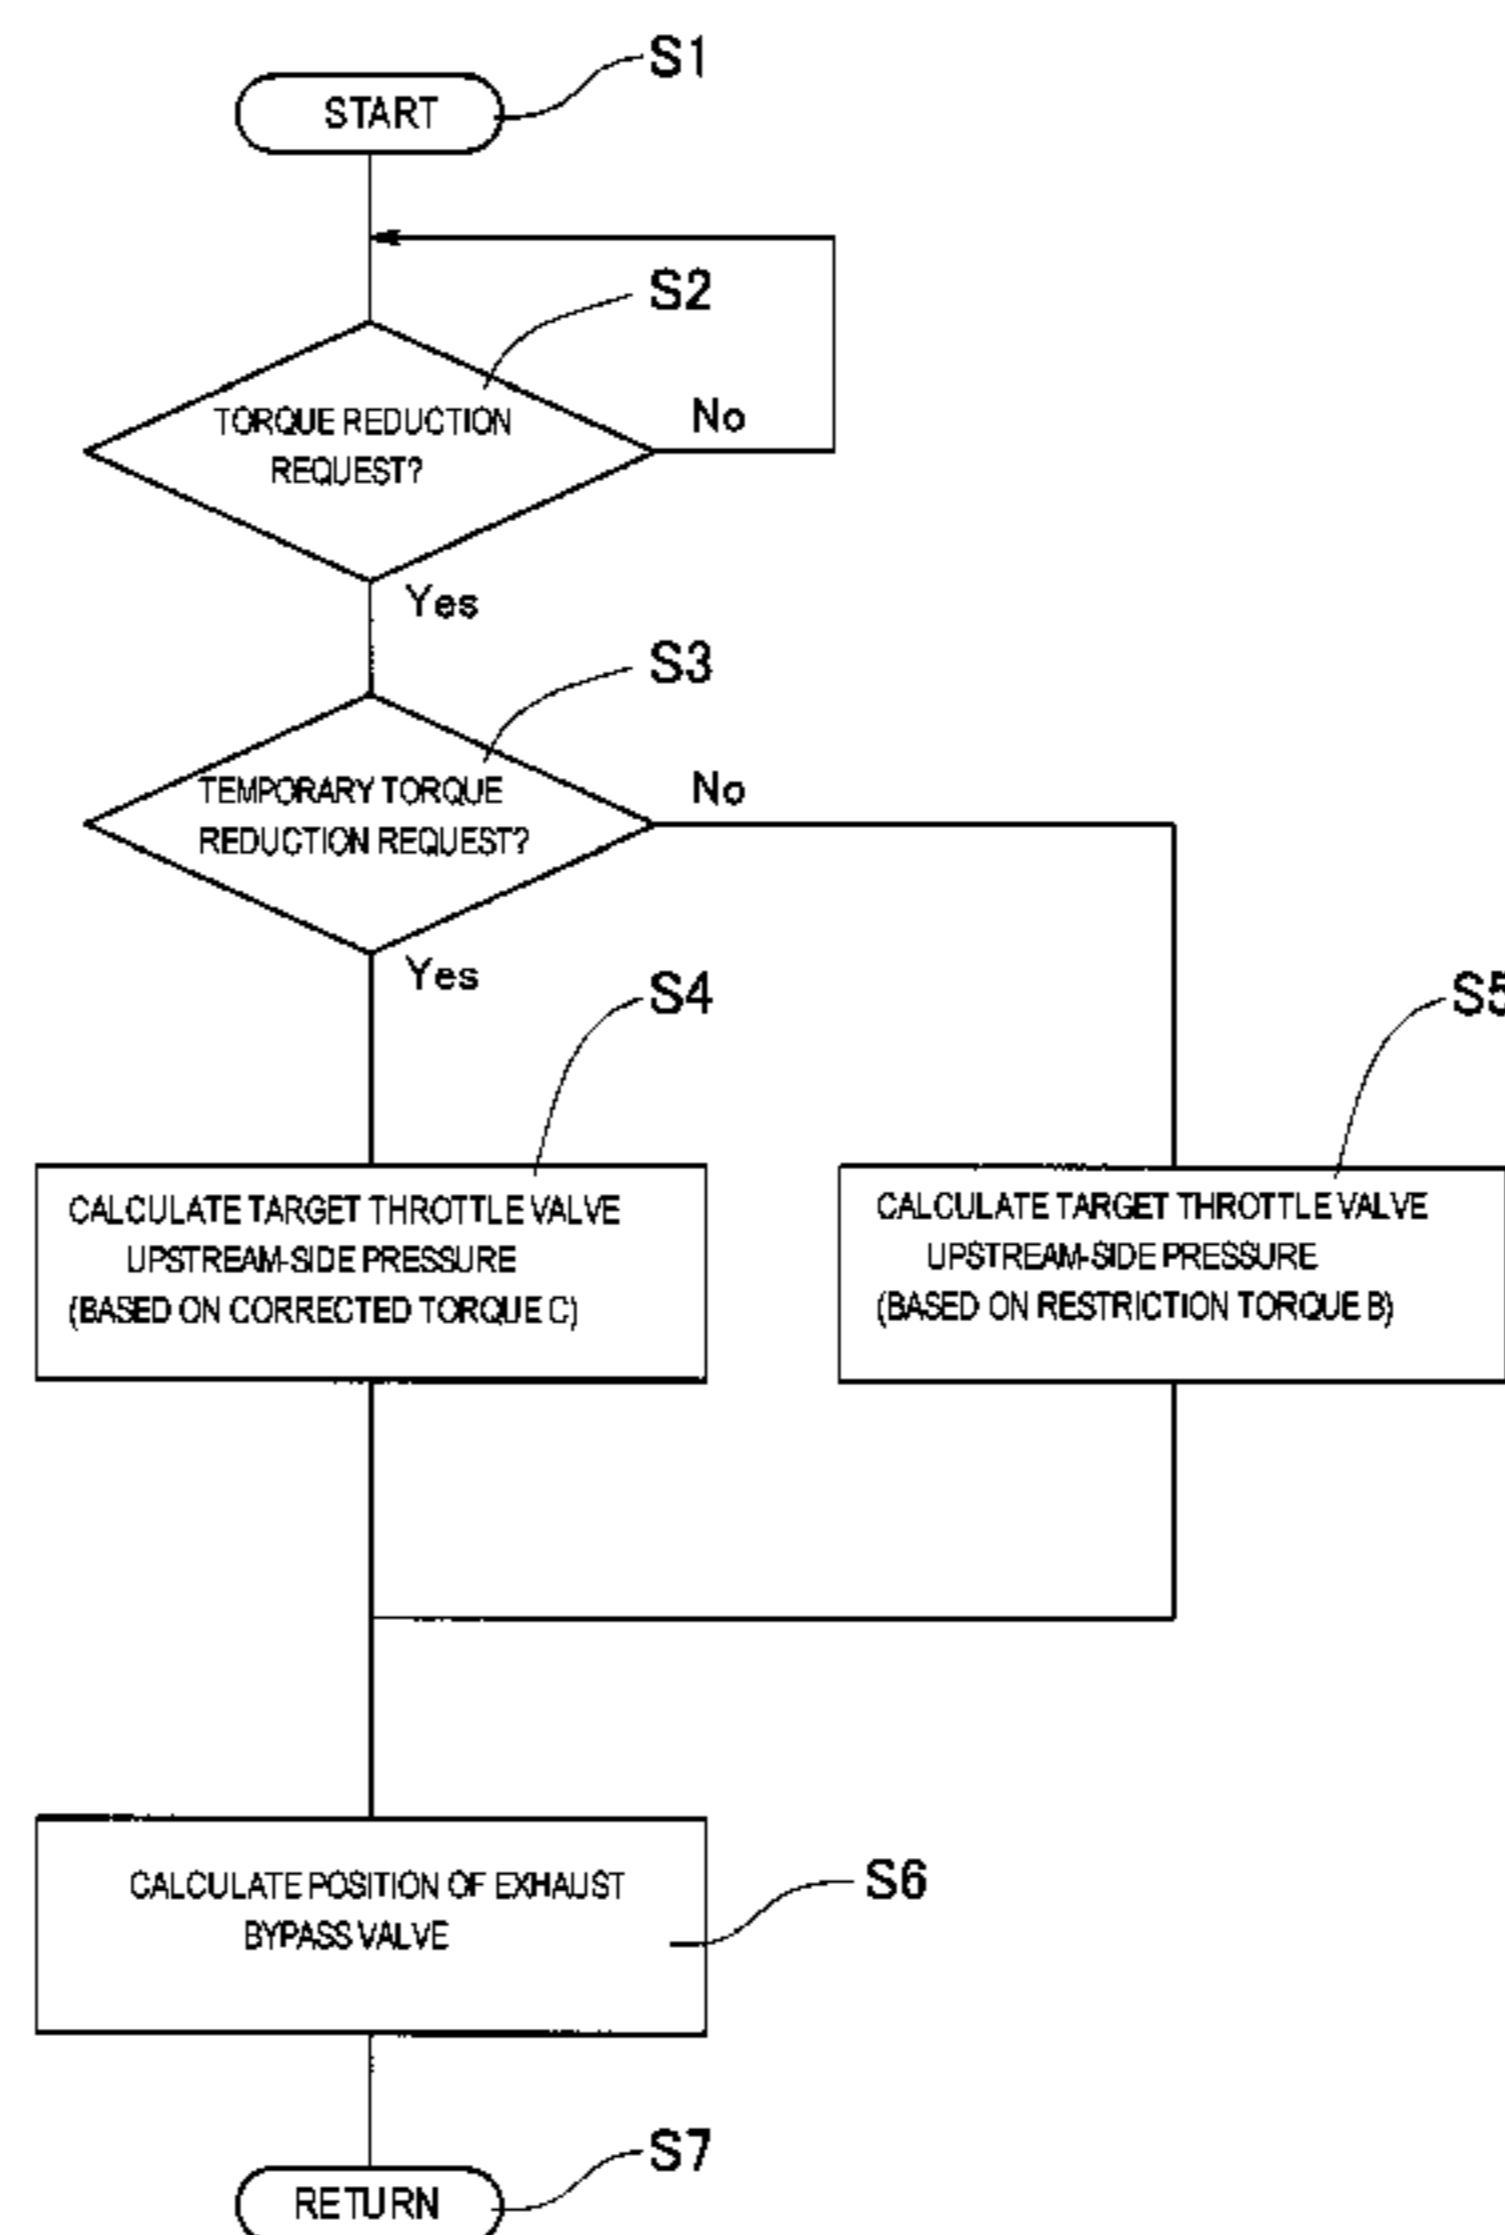 S1
START
S2
TORQUE REDUCTION
REQUEST?
No
Yes
S3
TEMPORARY TORQUE
REDUCTION REQUEST?
No
Yes
S4
S5
CALCULATE TARGET THROTTLE VALVE
UPSTREAM-SIDE PRESSURE
(BASED ON CORRECTED TORQUE C)
CALCULATE TARGET THROTTLE VALVE
UPSTREAM-SIDE PRESSURE
(BASED ON RESTRICTION TORQUE B)
CALCULATE POSITION OF EXHAUST
BYPASS VALVE
S6
S7
RETURN